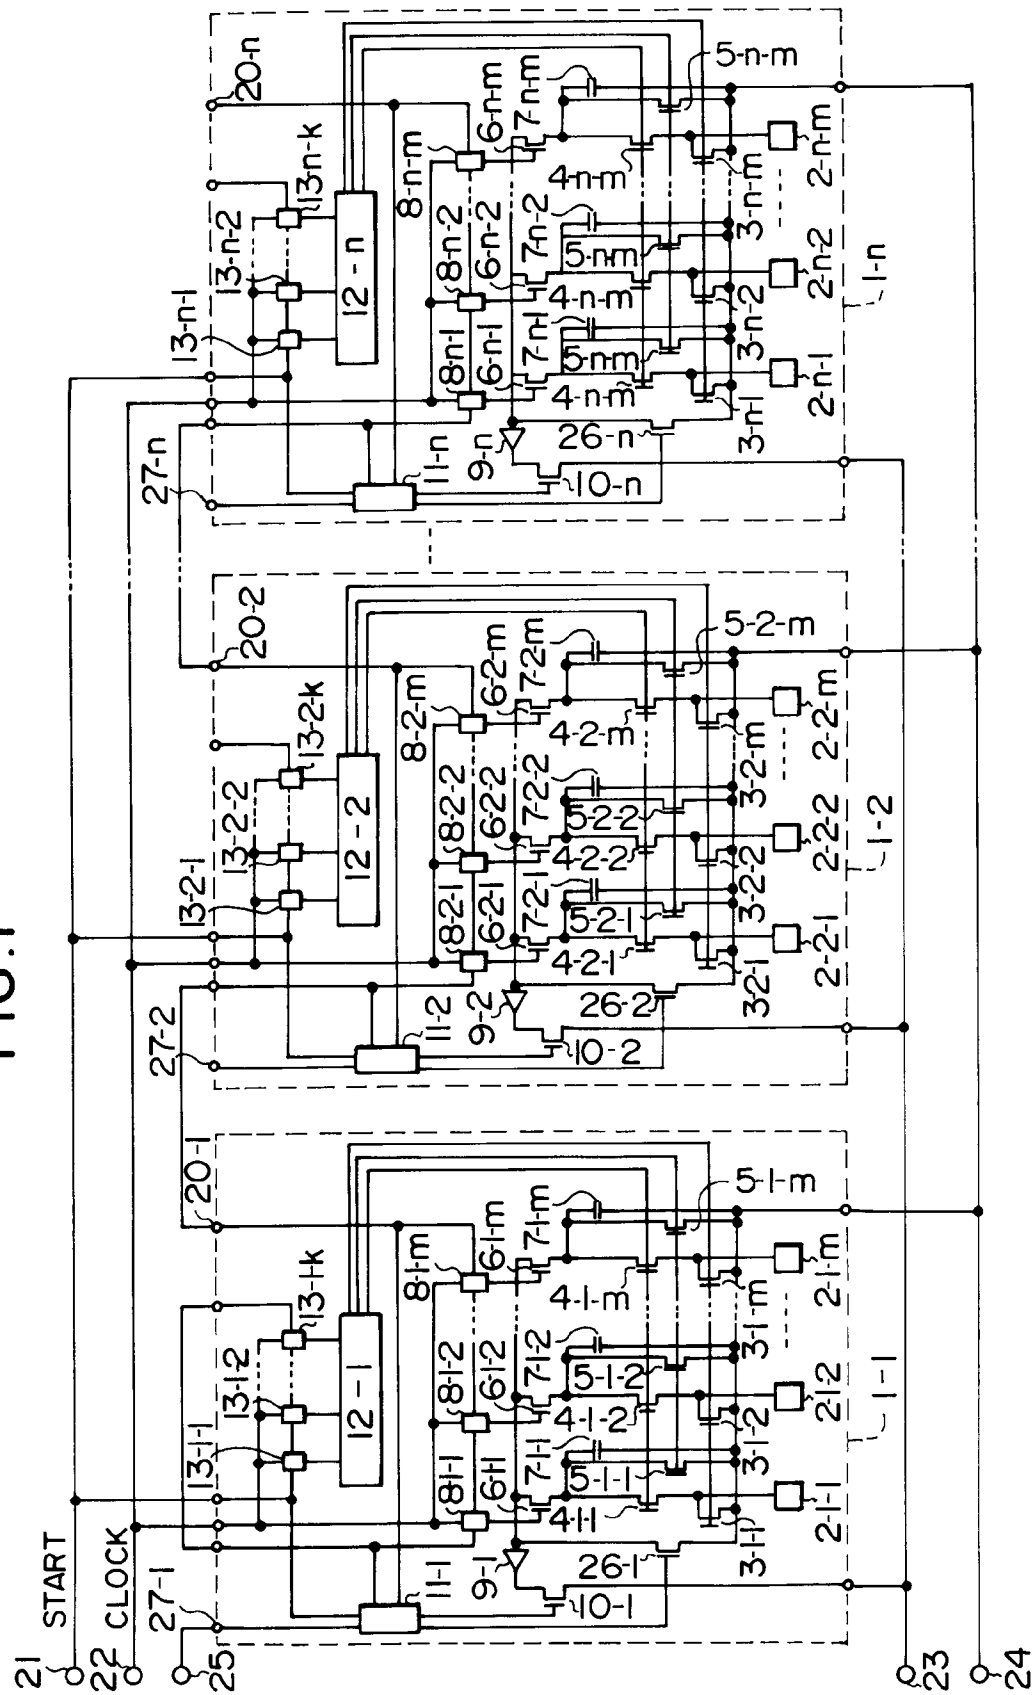 FIG.1
21
START
22
CLOCK
25
27-1
20-1
13-1-1
13-1-2
13-1-k
12-1
11-1
8-1-1
8-1-2
8-1-m
6-1-1
6-1-2
6-1-m
9-1
7-1-1
7-1-2
7-1-m
10-1
4-1-1
5-1-1
4-1-2
5-1-2
4-1-m
5-1-m
26-1
3-1-1
3-1-2
3-1-m
2-1-1
2-1-2
2-1-m
1-1
27-2
20-2
13-2-1
13-2-2
13-2-k
12-2
11-2
8-2-1
8-2-2
8-2-m
6-2-1
6-2-2
6-2-m
9-2
7-2-1
7-2-2
7-2-m
10-2
4-2-1
5-2-1
4-2-2
5-2-2
4-2-m
5-2-m
26-2
3-2-1
3-2-2
3-2-m
2-2-1
2-2-2
2-2-m
1-2
27-n
20-n
13-n-1
13-n-2
13-n-k
12-n
11-n
8-n-1
8-n-2
8-n-m
6-n-1
6-n-2
6-n-m
9-n
7-n-1
7-n-2
7-n-m
10-n
4-n-m
5-n-m
4-n-m
5-n-m
4-n-m
5-n-m
26-n
3-n-1
3-n-2
3-n-m
2-n-1
2-n-2
2-n-m
1-n
23
24